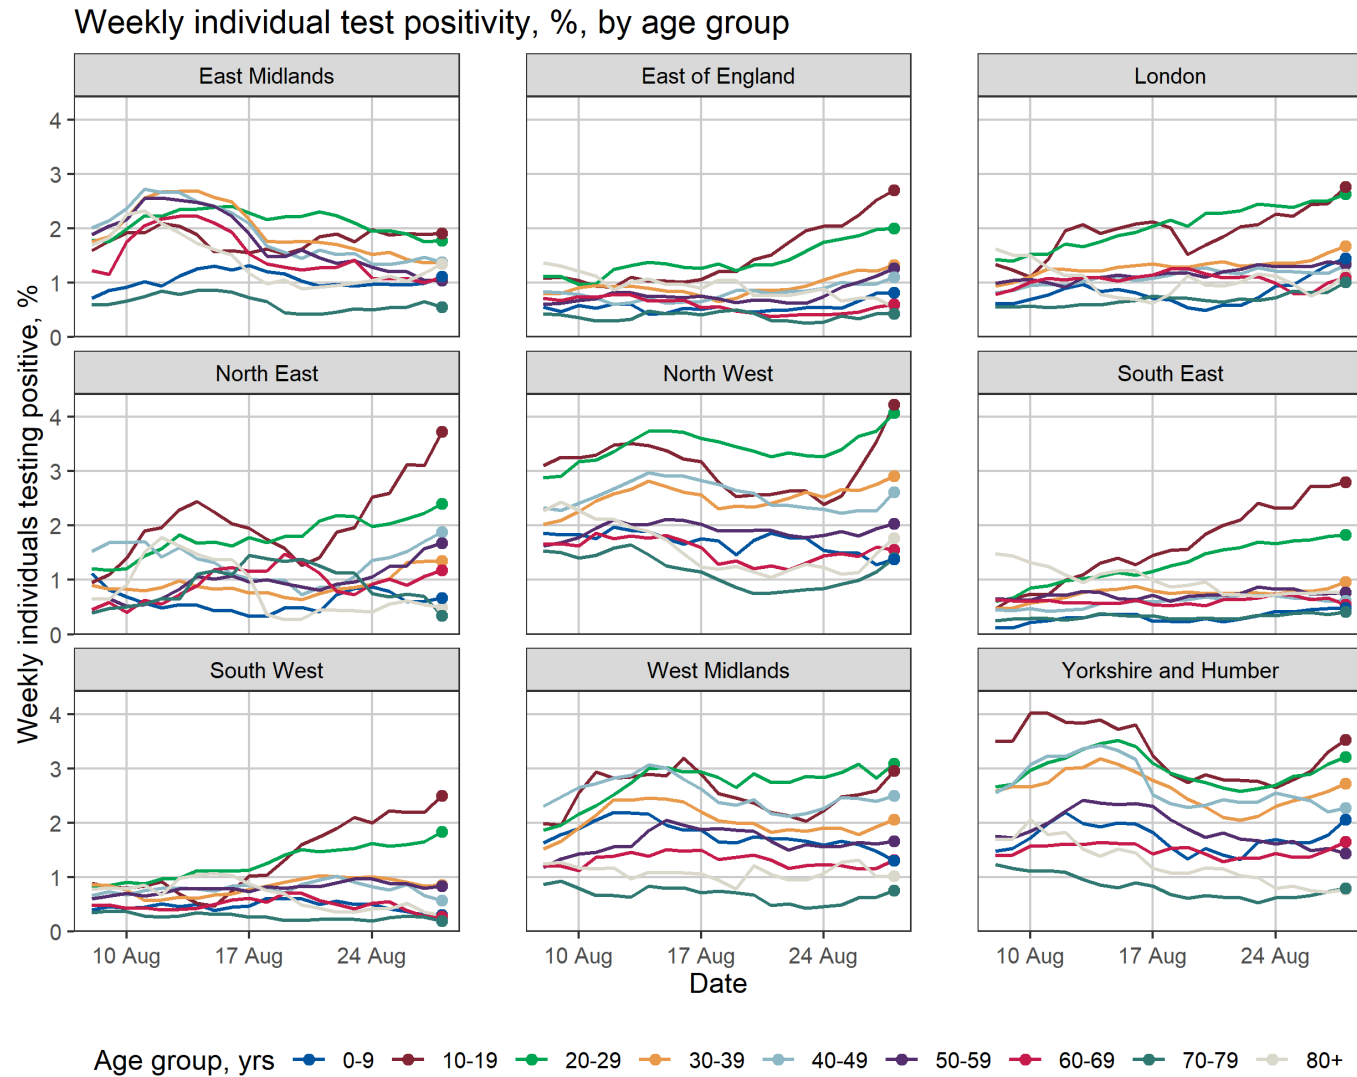 Weekly individual test positivity, %, by age group
East Midlands
East of England
London
4
3
2
1
0
North East
North West
South East
4
3
2
1
0
South West
West Midlands
Yorkshire and Humber
4
3
2
1
0
Weekly individuals testing positive, %
10 Aug 17 Aug 24 Aug
10 Aug 17 Aug 24 Aug
10 Aug 17 Aug 24 Aug
Date
Age group, yrs 0-9 10-19 20-29 30-39 40-49 50-59 60-69 70-79 80+